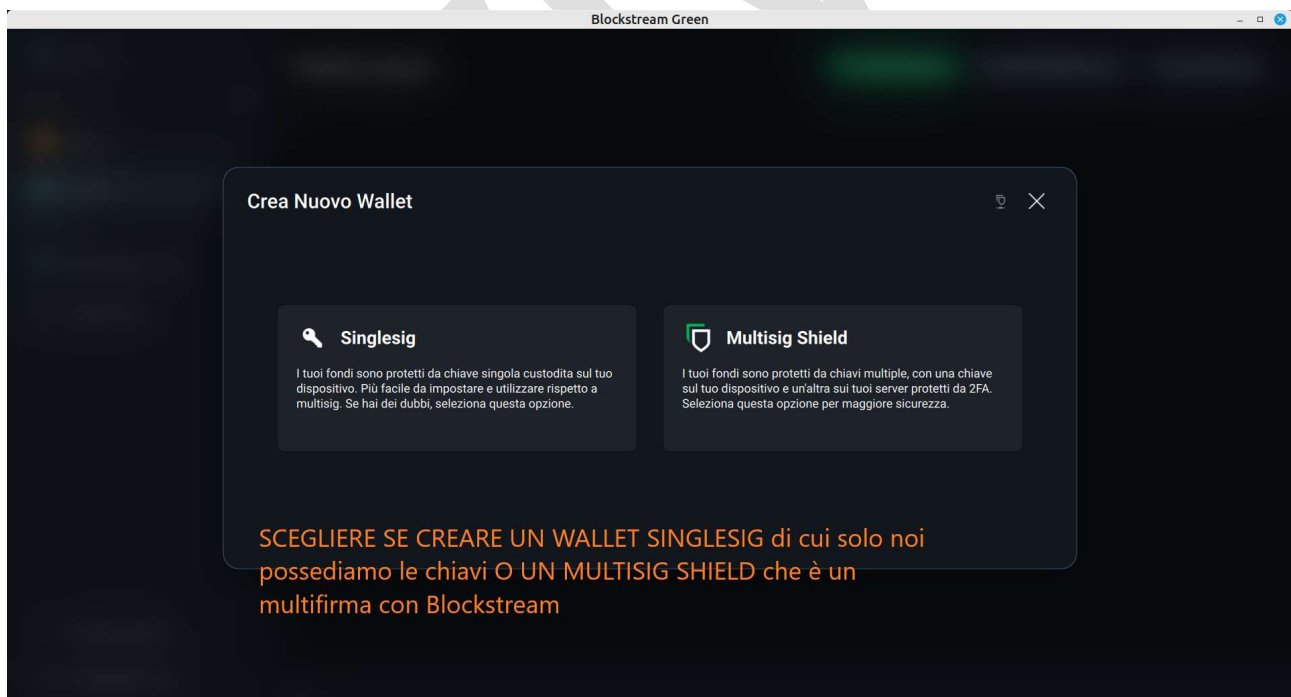 Blockstream Green
Crea Nuovo Wallet
Singlesig
I tuoi fondi sono protetti da chiave singola custodita sul tuo
dispositivo. Più facile da impostare e utilizzare rispetto a
multisig. Se hai dei dubbi, seleziona questa opzione.
Multisig Shield
I tuoi fondi sono protetti da chiavi multiple, con una chiave
sul tuo dispositivo e un'altra sui tuoi server protetti da 2FA.
Seleziona questa opzione per maggiore sicurezza.
SCEGLIERE SE CREARE UN WALLET SINGLESIG di cui solo noi
possediamo le chiavi O UN MULTISIG SHIELD che è un
multifirma con Blockstream